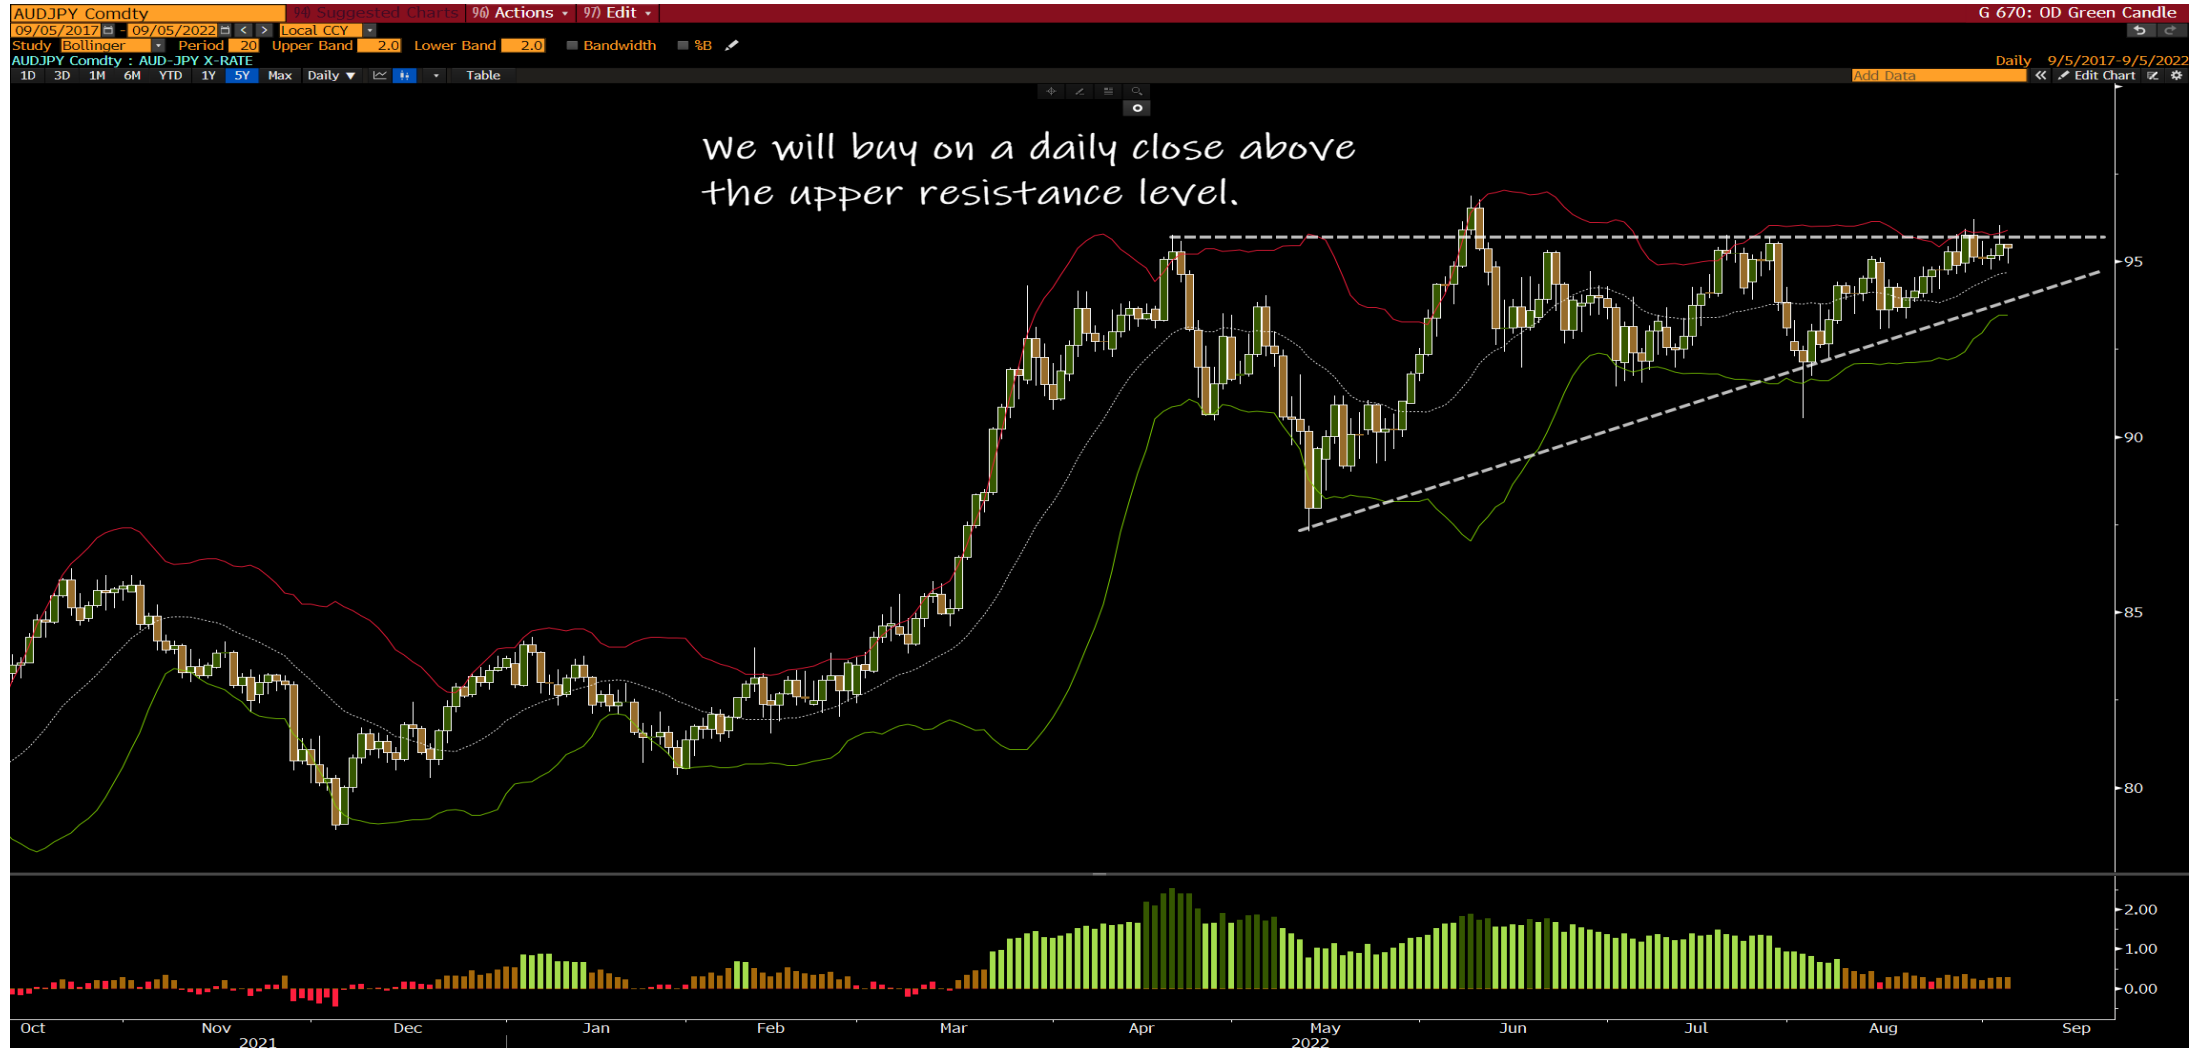 AUDJPY Comdty 94) Suggested Charts 96) Actions 97) Edit G 670: OD Green Candle
09/05/2017 - 09/05/2022 < > Local CCY
Study Bollinger Period 20 Upper Band 2.0 Lower Band 2.0 Bandwidth %B
AUDJPY Comdty : AUD-JPY X-RATE Daily 9/5/2017-9/5/2022
1D 3D 1M 6M YTD 1Y 5Y Max Daily ▼ Table Add Data « Edit Chart
We will buy on a daily close above
the upper resistance level.
95
90
85
80
2.00
1.00
0.00
Oct Nov Dec Jan Feb Mar Apr May Jun Jul Aug Sep
2021 2022